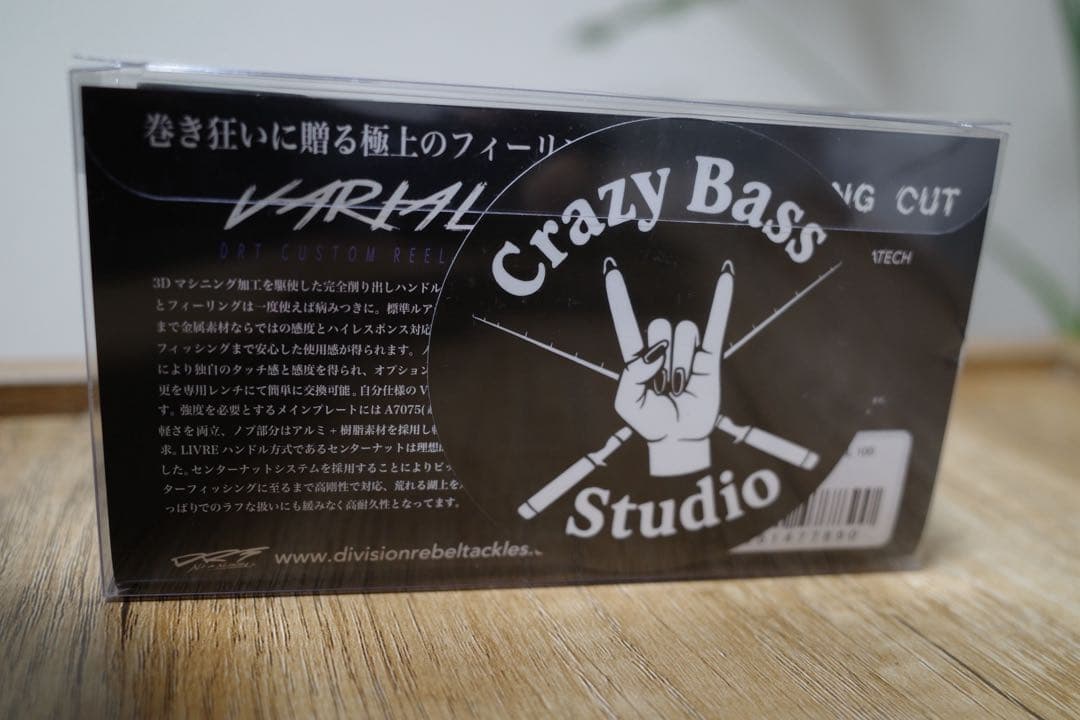 巻き狂いに贈る極上のフィーリン
VARIAL
NG CUT
DRT CUSTOM REEL
ATECH
Crazy Bass
Studio
3Dマシニング加工を駆使した完全削り出しハンドル
とフィーリングは一度使えば病みつきに。標準ルア
まで金属素材ならではの感度とハイレスポンス対応
フィッシングまで安心した使用感が得られます。ノ
により独自のタッチ感と感度を得られ、オプション
更を専用レンチにて簡単に交換可能。自分仕様の V
す。強度を必要とするメインプレートには A7075(
軽さを両立、ノブ部分はアルミ + 樹脂素材を採用し
求。LIVRE ハンドル方式であるセンターナットは理想
した。センターナットシステムを採用することによりビッ
ターフィッシングに至るまで高剛性で対応、荒れる湖上を
っぱりでのラフな扱いにも緩みなく高耐久性となってます。
100
DRT
www.divisionrebeltackles.